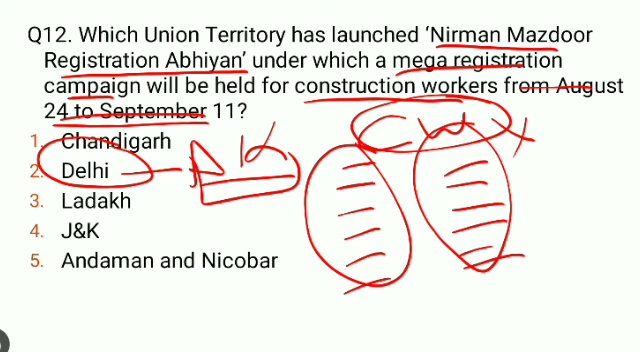 Q12. Which Union Territory has launched ‘Nirman Mazdoor
Registration Abhiyan’ under which a mega registration
campaign will be held for construction workers from August
24 to September 11?
1. Chandigarh
2. Delhi
AK
CW
3. Ladakh
4. J&K
5. Andaman and Nicobar